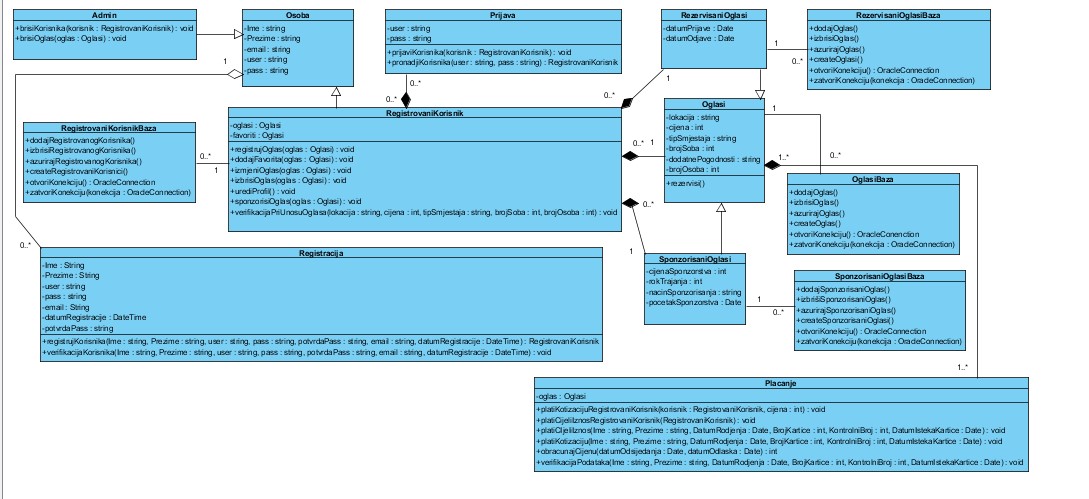 Admin
+brisiKorisnika(korisnik : RegistrovaniKorisnik) : void
+brisiOglas(oglas : Oglasi) : void
Osoba
-Ime : string
-Prezime : string
-email : string
-user : string
-pass : string
Prijava
-user : string
-pass : string
+prijaviKorisnika(korisnik : RegistrovaniKorisnik) : void
+pronadjiKorisnika(user : string, pass : string) : RegistrovaniKorisnik
RezervisaniOglasi
-datumPrijave : Date
-datumOdjave : Date
RezervisaniOglasiBaza
+dodajOglas()
+izbrisiOglas()
+azurirajOglas()
+createOglasi()
+otvoriKonekciju() : OracleConnection
+zatvoriKonekciju(konekcija : OracleConnection)
1
0..*
1
0..*
0..*
1
RegistrovaniKorisnik
-oglasi : Oglasi
-favoriti : Oglasi
+registrujOglas(oglas : Oglasi) : void
+dodajFavorita(oglas : Oglasi) : void
+izmjeniOglas(oglas : Oglasi) : void
+izbrisiOglas(oglas : Oglasi) : void
+urediProfil() : void
+sponzorisiOglas(oglas : Oglasi) : void
+verifikacijaPriUnosuOglasa(lokacija : string, cijena : int, tipSmjestaja : string, brojSoba : int, brojOsoba : int) : void
Oglasi
-lokacija : string
-cijena : int
-tipSmjestaja : string
-brojSoba : int
-dodatnePogodnosti : string
-brojOsoba : int
+rezervisi()
1
0..*
RegistrovaniKorisnikBaza
+dodajRegistrovanogKorisnika()
+izbrisiRegistrovanogKorisnika()
+azurirajRegistrovanogKorisnika()
+createRegistrovaniKorisnici()
+otvoriKonekciju() : OracleConnection
+zatvoriKonekciju(konekcija : OracleConnection)
0..*
1
0..*
1
1..*
OglasiBaza
+dodajOglas()
+izbrisiOglas()
+azurirajOglas()
+createOglas()
+otvoriKonekciju() : OracleConenction
+zatvoriKonekciju(konekcija : OracleConnection)
0..*
1
0..*
Registracija
-Ime : String
-Prezime : String
-user : string
-pass : string
-email : String
-datumRegistracije : DateTime
-potvrdaPass : string
+registrujKorisnika(Ime : string, Prezime : string, user : string, pass : string, potvrdaPass : string, email : string, datumRegistracije : DateTime) : RegistrovaniKorisnik
+verifikacijaKorisnika(Ime : string, Prezime : string, user : string, pass : string, potvrdaPass : string, email : string, datumRegistracije : DateTime) : void
SponzorisaniOglasi
-cijenaSponzorstva : int
-rokTrajanja : int
-nacinSponzorisanja : string
-pocetakSponzorstva : Date
SponzorisaniOglasiBaza
+dodajSponzorisaniOglas()
+izbrišiSponzorisaniOglas()
+azurirajSponzorisaniOglas()
+createSponzorisaniOglas()
+otvoriKonekciju() : OracleConnection
+zatvoriKonekciju(konekcija : OracleConnection)
1
0..*
1..*
Placanje
-oglas : Oglasi
+platiKotizacijuRegistrovaniKorisnik(korisnik : RegistrovaniKorisnik, cijena : int) : void
+platiCijeliIznosRegistrovaniKorisnik(RegistrovaniKorisnik) : void
+platiCijeliIznos(Ime : string, Prezime : string, DatumRodjenja : Date, BrojKartice : int, KontrolniBroj : int, DatumIstekaKartice : Date) : void
+platiKotizaciju(Ime : string, Prezime : string, DatumRodjenja : Date, BrojKartice : int, KontrolniBroj : int, DatumIstekaKartice : Date) : void
+obracunajCijenu(datumOdsijedanja : Date, datumOdlaska : Date) : int
+verifikacijaPodataka(Ime : string, Prezime : string, DatumRodjenja : Date, BrojKartice : int, KontrolniBroj : int, DatumIstekaKartice : Date) : void